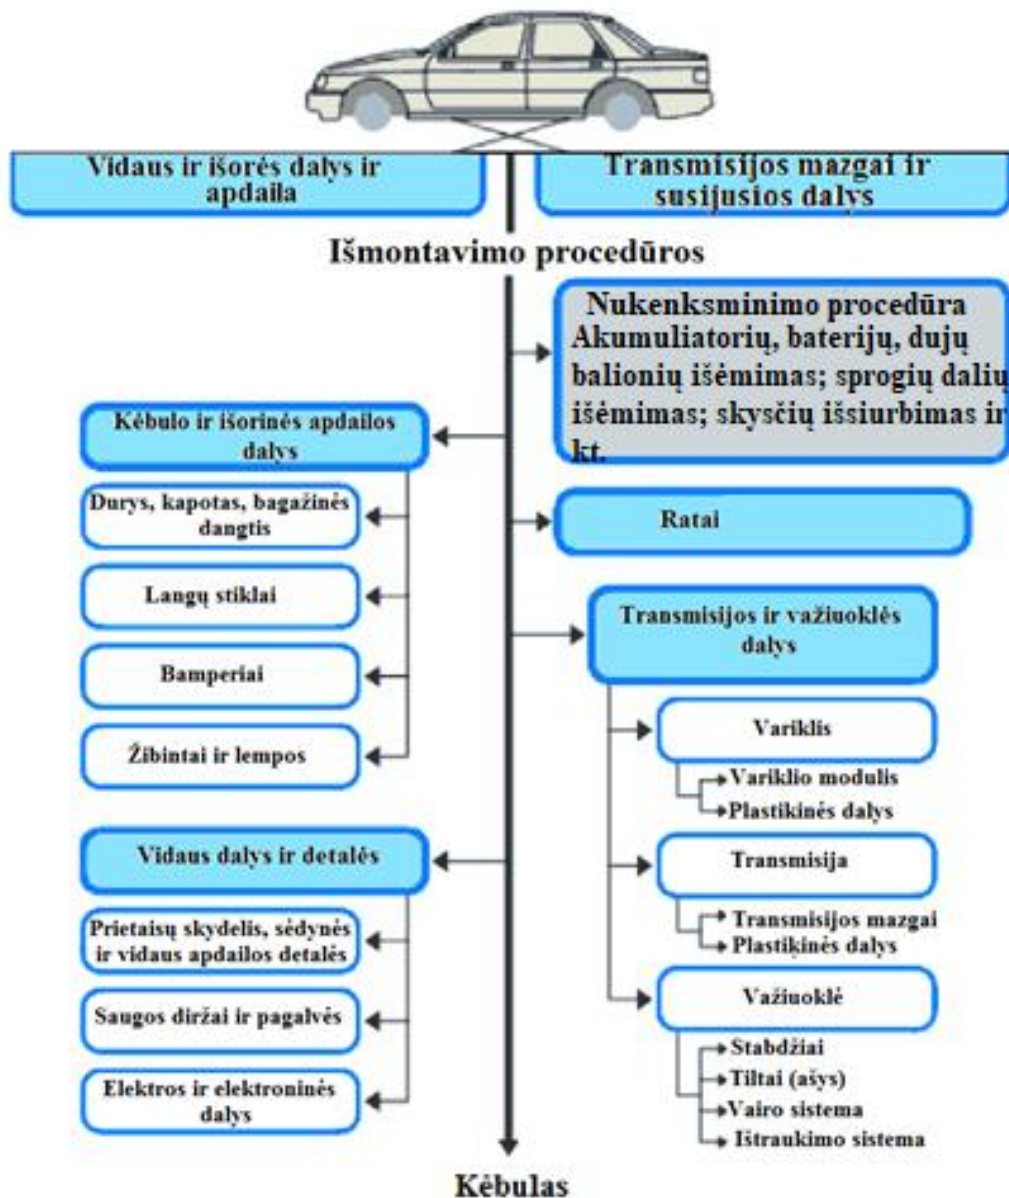 Vidaus ir išorės dalys ir
apdaila
Transmisijos mazgai ir
susijusios dalys
Išmontavimo procedūros
Nukenksminimo procedūra
Akumuliatorių, baterijų, dujų
balionių išėmimas; sprogių dalių
išėmimas; skysčių išsiurbimas ir
kt.
Kėbulo ir išorinės apdailos
dalys
Durys, kapotas, bagažinės
dangtis
Langų stiklai
Bamperiai
Žibintai ir lempos
Ratai
Transmisijos ir važiuoklės
dalys
Variklis
Variklio modulis
Plastikinės dalys
Transmisija
Transmisijos mazgai
Plastikinės dalys
Važiuoklė
Stabdžiai
Tiltai (ašys)
Vairo sistema
Ištraukimo sistema
Vidaus dalys ir detalės
Prietaisų skydelis, sėdynės
ir vidaus apdailos detalės
Saugos diržai ir pagalvės
Elektros ir elektroninės
dalys
Kėbulas